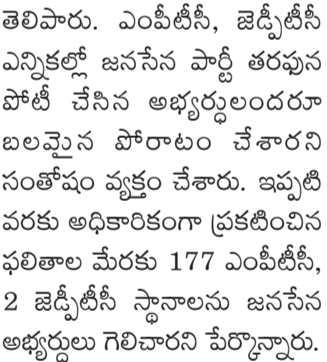 తెలిపారు. ఎంపీటీసీ, జెడ్పీటీసీ
ఎన్నికల్లో జనసేన పార్టీ తరఫున
పోటీ చేసిన అభ్యర్ధులందరూ
బలమైన పోరాటం చేశారని
సంతోషం వ్యక్తం చేశారు. ఇప్పటి
వరకు అధికారికంగా ప్రకటించిన
ఫలితాల మేరకు 177 ఎంపీటీసీ,
2 జెడ్పీటీసీ స్థానాలను జనసేన
అభ్యర్ధులు గెలిచారని పేర్కొన్నారు.